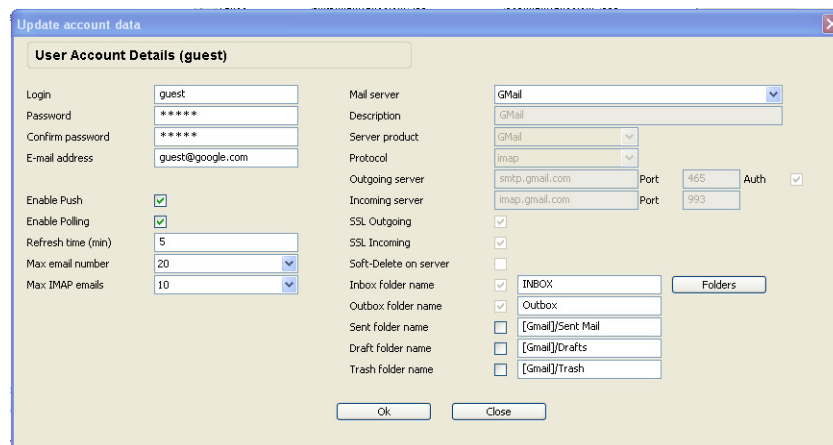 Update account data
User Account Details (guest)
Login guest Mail server GMail
Password ***** Description GMail
Confirm password ***** Server product GMail
E-mail address guest@google.com Protocol imap
Outgoing server smtp.gmail.com Port 465 Auth
Enable Push Incoming server imap.gmail.com Port 993
Enable Polling SSL Outgoing
Refresh time (min) 5 SSL Incoming
Max email number 20 Soft-Delete on server
Max IMAP emails 10 Inbox folder name INBOX Folders
Outbox folder name Outbox
Sent folder name [Gmail]/Sent Mail
Draft folder name [Gmail]/Drafts
Trash folder name [Gmail]/Trash
Ok Close